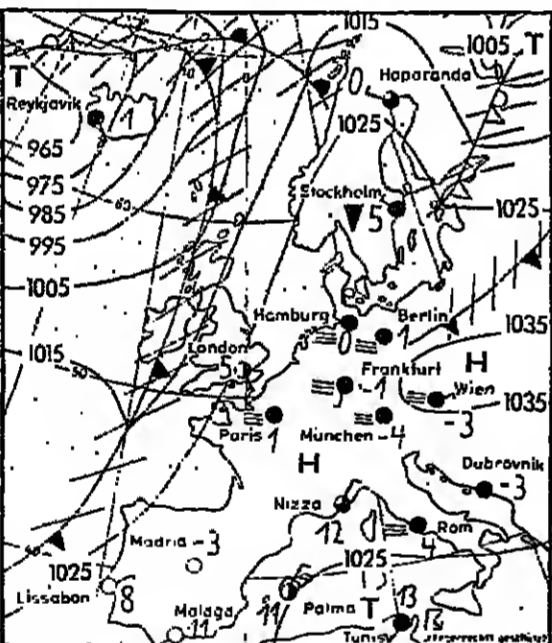 1015
1005 T
T
Haparanda
0
Reykjavik
1
1025
965
975
985
Stockholm
5
1025
995
1005
Hamburg
Berlin
0
1
1035
1015
London
5
H
Frankfurt
-1
Wien
-3
1035
Paris 1
München -4
H
Dubrovnik
-3
Nizza
12
Rom
4
Madrid -3
1025
1025
Lissabon
8
Malaga
11
11
Palma
T
13
Tunis